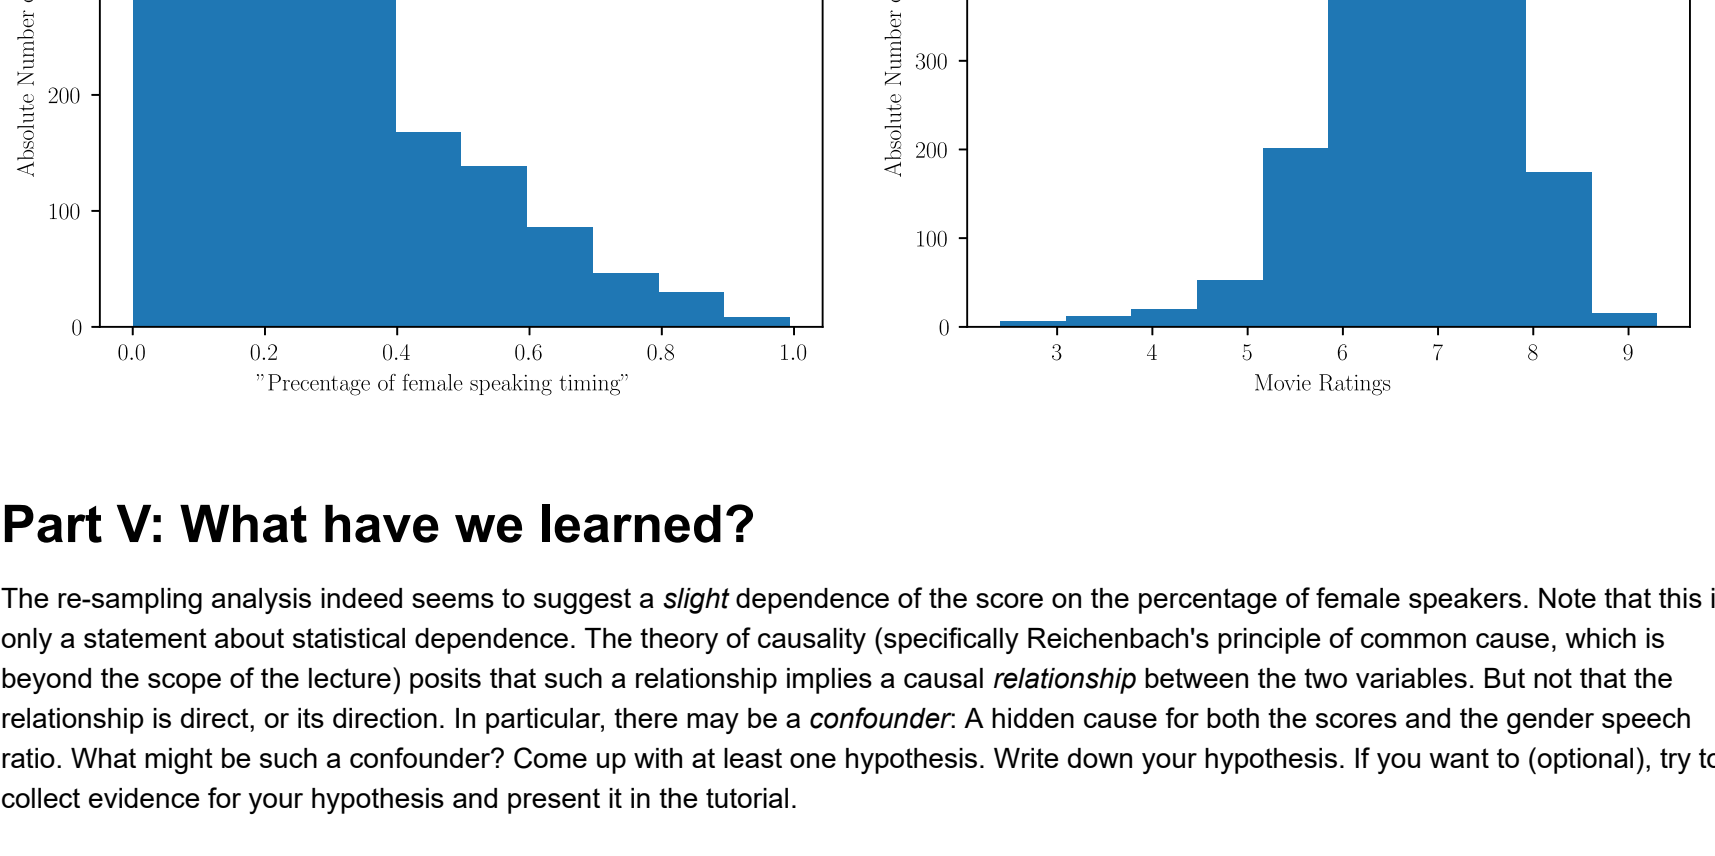 Absolute Number
200
100
0
0.0 0.2 0.4 0.6 0.8 1.0
"Precentage of female speaking timing"
Absolute Number
300
200
100
0
3 4 5 6 7 8 9
Movie Ratings
Part V: What have we learned?
The re-sampling analysis indeed seems to suggest a slight dependence of the score on the percentage of female speakers. Note that this i
only a statement about statistical dependence. The theory of causality (specifically Reichenbach's principle of common cause, which is
beyond the scope of the lecture) posits that such a relationship implies a causal relationship between the two variables. But not that the
relationship is direct, or its direction. In particular, there may be a confounder: A hidden cause for both the scores and the gender speech
ratio. What might be such a confounder? Come up with at least one hypothesis. Write down your hypothesis. If you want to (optional), try to
collect evidence for your hypothesis and present it in the tutorial.